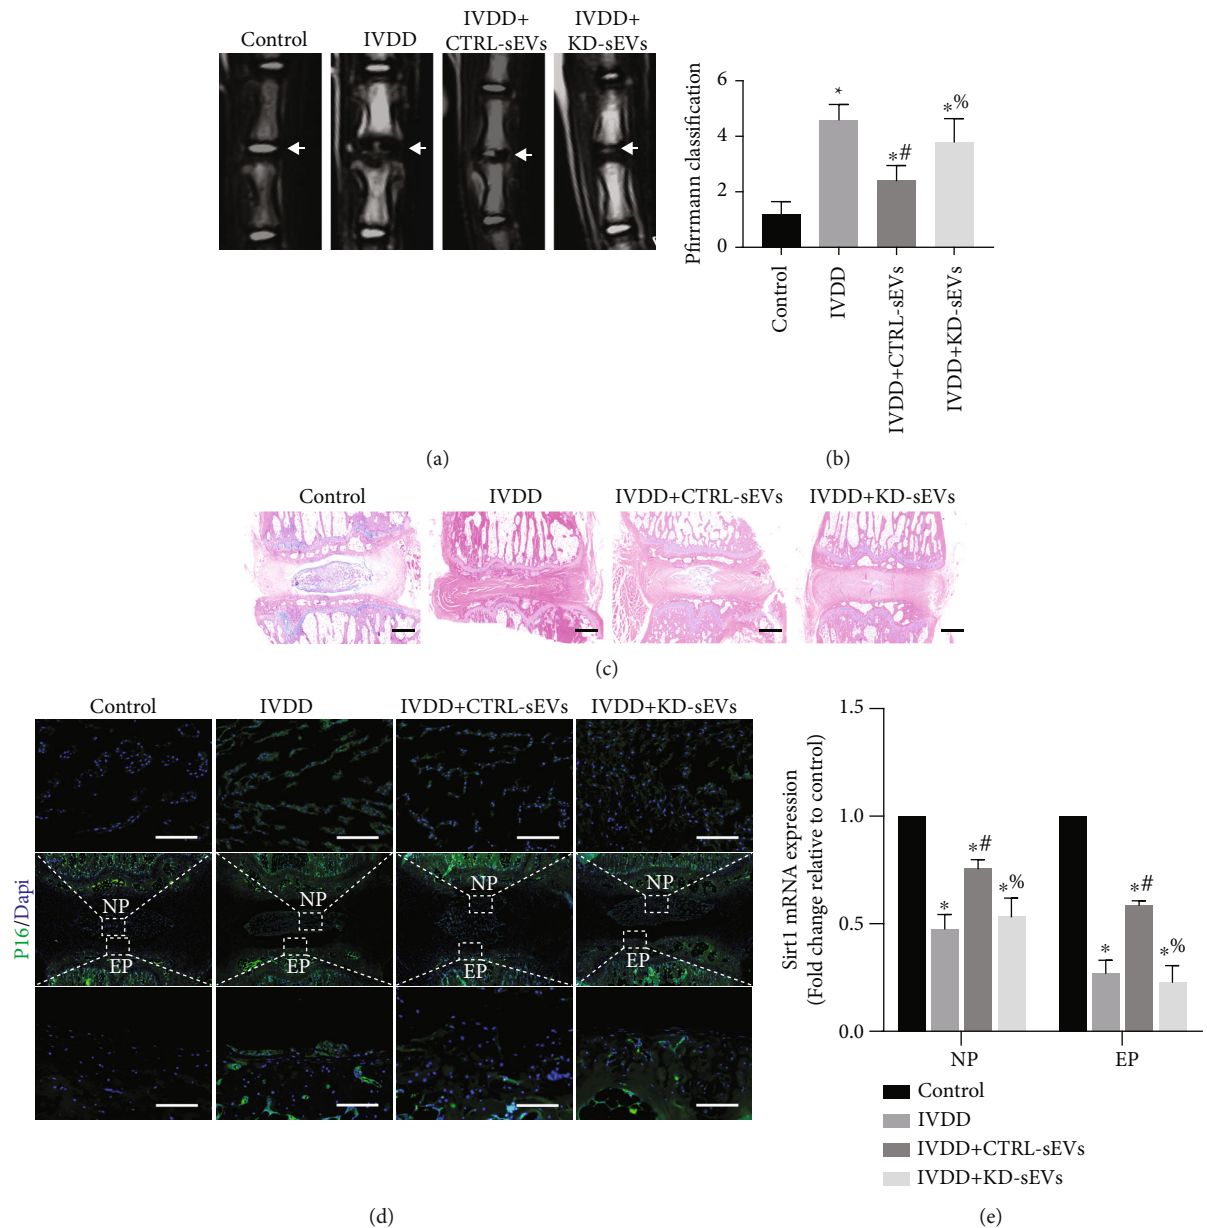 Control
IVDD
IVDD+
CTRL-sEVs
IVDD+
KD-sEVs
(a)
Pfirrmann classification
6
4
2
0
*
*#
*%
Control
IVDD
IVDD+CTRL-sEVs
IVDD+KD-sEVs
(b)
Control
IVDD
IVDD+CTRL-sEVs
IVDD+KD-sEVs
(c)
Control
IVDD
IVDD+CTRL-sEVs
IVDD+KD-sEVs
P16/Dapi
NP
EP
NP
EP
NP
EP
NP
EP
(d)
Sirt1 mRNA expression
(Fold change relative to control)
1.5
1.0
0.5
0.0
*
*#
*%
*
*#
*%
NP
EP
Control
IVDD
IVDD+CTRL-sEVs
IVDD+KD-sEVs
(e)